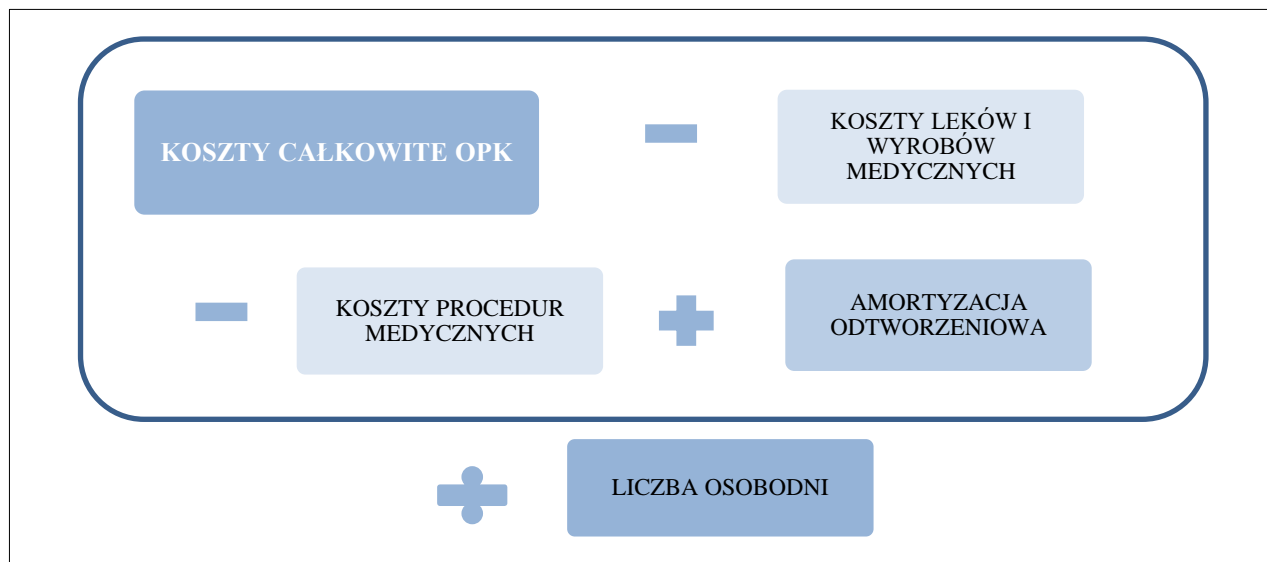 KOSZTY CAŁKOWITE OPK
KOSZTY LEKÓW I
WYROBÓW
MEDYCZNYCH
KOSZTY PROCEDUR
MEDYCZNYCH
AMORTYZACJA
ODTWORZENIOWA
LICZBA OSOBODNI